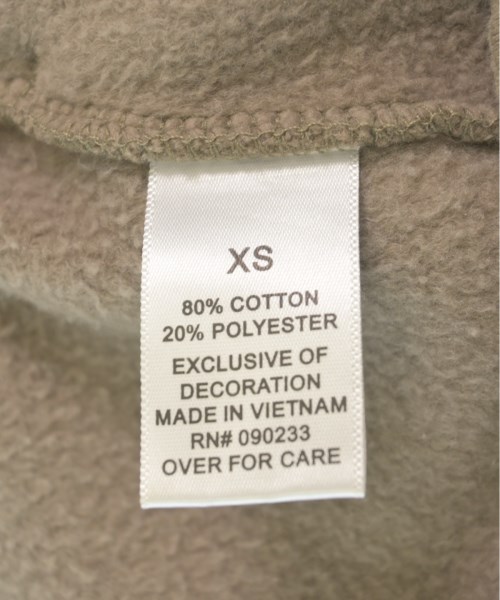 XS
80% COTTON
20% POLYESTER
EXCLUSIVE OF
DECORATION
MADE IN VIETNAM
RN# 090233
OVER FOR CARE